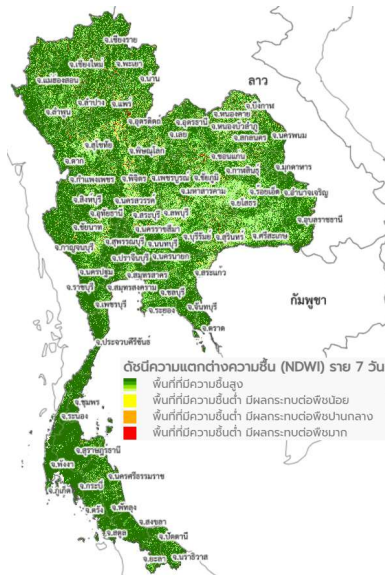 จ.เชียงราย
จ.เชียงใหม่
จ.พะเยา
จ.แม่ฮ่องสอน
จ.น่าน
ลาว
จ.ลำปาง
จ.แพร่
จ.บึงกาฬ
จ.ลำพูน
จ.อุตรดิตถ์
จ.อุดรธานี
จ.หนองคาย
จ.หนองบัวลำภู
จ.เลย
จ.สกลนคร
จ.นครพนม
จ.สุโขทัย
จ.พิษณุโลก
จ.ขอนแก่น
จ.ตาก
จ.กาฬสินธุ์
จ.มุกดาหาร
จ.กำแพงเพชร
จ.พิจิตร
จ.เพชรบูรณ์
จ.ชัยภูมิ
จ.มหาสารคาม
จ.ร้อยเอ็ด
จ.อำนาจเจริญ
จ.สิงห์บุรี
จ.นครสวรรค์
จ.ยโสธร
จ.อุทัยธานี
จ.สระบุรี
จ.ลพบุรี
จ.อุบลราชธานี
จ.ชัยนาท
จ.นครราชสีมา
จ.บุรีรัมย์
จ.สุรินทร์
จ.ศรีสะเกษ
จ.กาญจนบุรี
จ.สุพรรณบุรี
จ.นนทบุรี
จ.ปราจีนบุรี
จ.นครนายก
จ.นครปฐม
จ.สมุทรสาคร
จ.สระแก้ว
จ.ราชบุรี
จ.สมุทรสงคราม
จ.ชลบุรี
จ.เพชรบุรี
จ.ระยอง
จ.จันทบุรี
กัมพูชา
จ.ตราด
จ.ประจวบคีรีขันธ์
ดัชนีความแตกต่างความชื้น (NDWI) ราย 7 วัน
พื้นที่ที่มีความชื้นสูง
พื้นที่ที่มีความชื้นต่ำ มีผลกระทบต่อพืชน้อย
พื้นที่ที่มีความชื้นต่ำ มีผลกระทบต่อพืชปานกลาง
พื้นที่ที่มีความชื้นต่ำ มีผลกระทบต่อพืชมาก
จ.ชุมพร
จ.ระนอง
จ.สุราษฎร์ธานี
จ.พังงา
จ.นครศรีธรรมราช
จ.ภูเก็ต
จ.กระบี่
จ.ตรัง
จ.พัทลุง
จ.สงขลา
จ.สตูล
จ.ปัตตานี
จ.ยะลา
จ.นราธิวาส